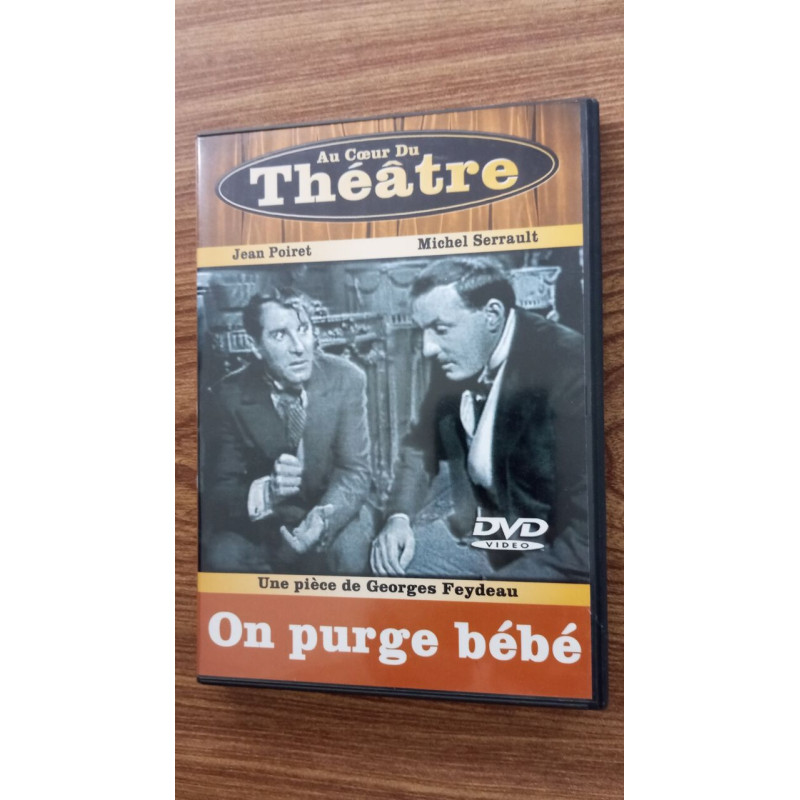 Au Cœur Du
Théâtre
Jean Poiret Michel Serrault
DVD
VIDEO
Une pièce de Georges Feydeau
On purge bébé